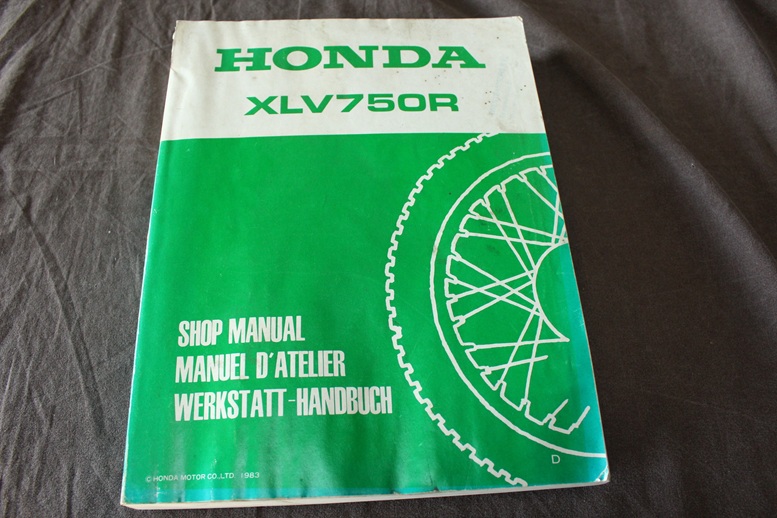 HONDA
XLV750R
SHOP MANUAL
MANUEL D'ATELIER
WERKSTATT-HANDBUCH
© HONDA MOTOR CO., LTD. 1983
D